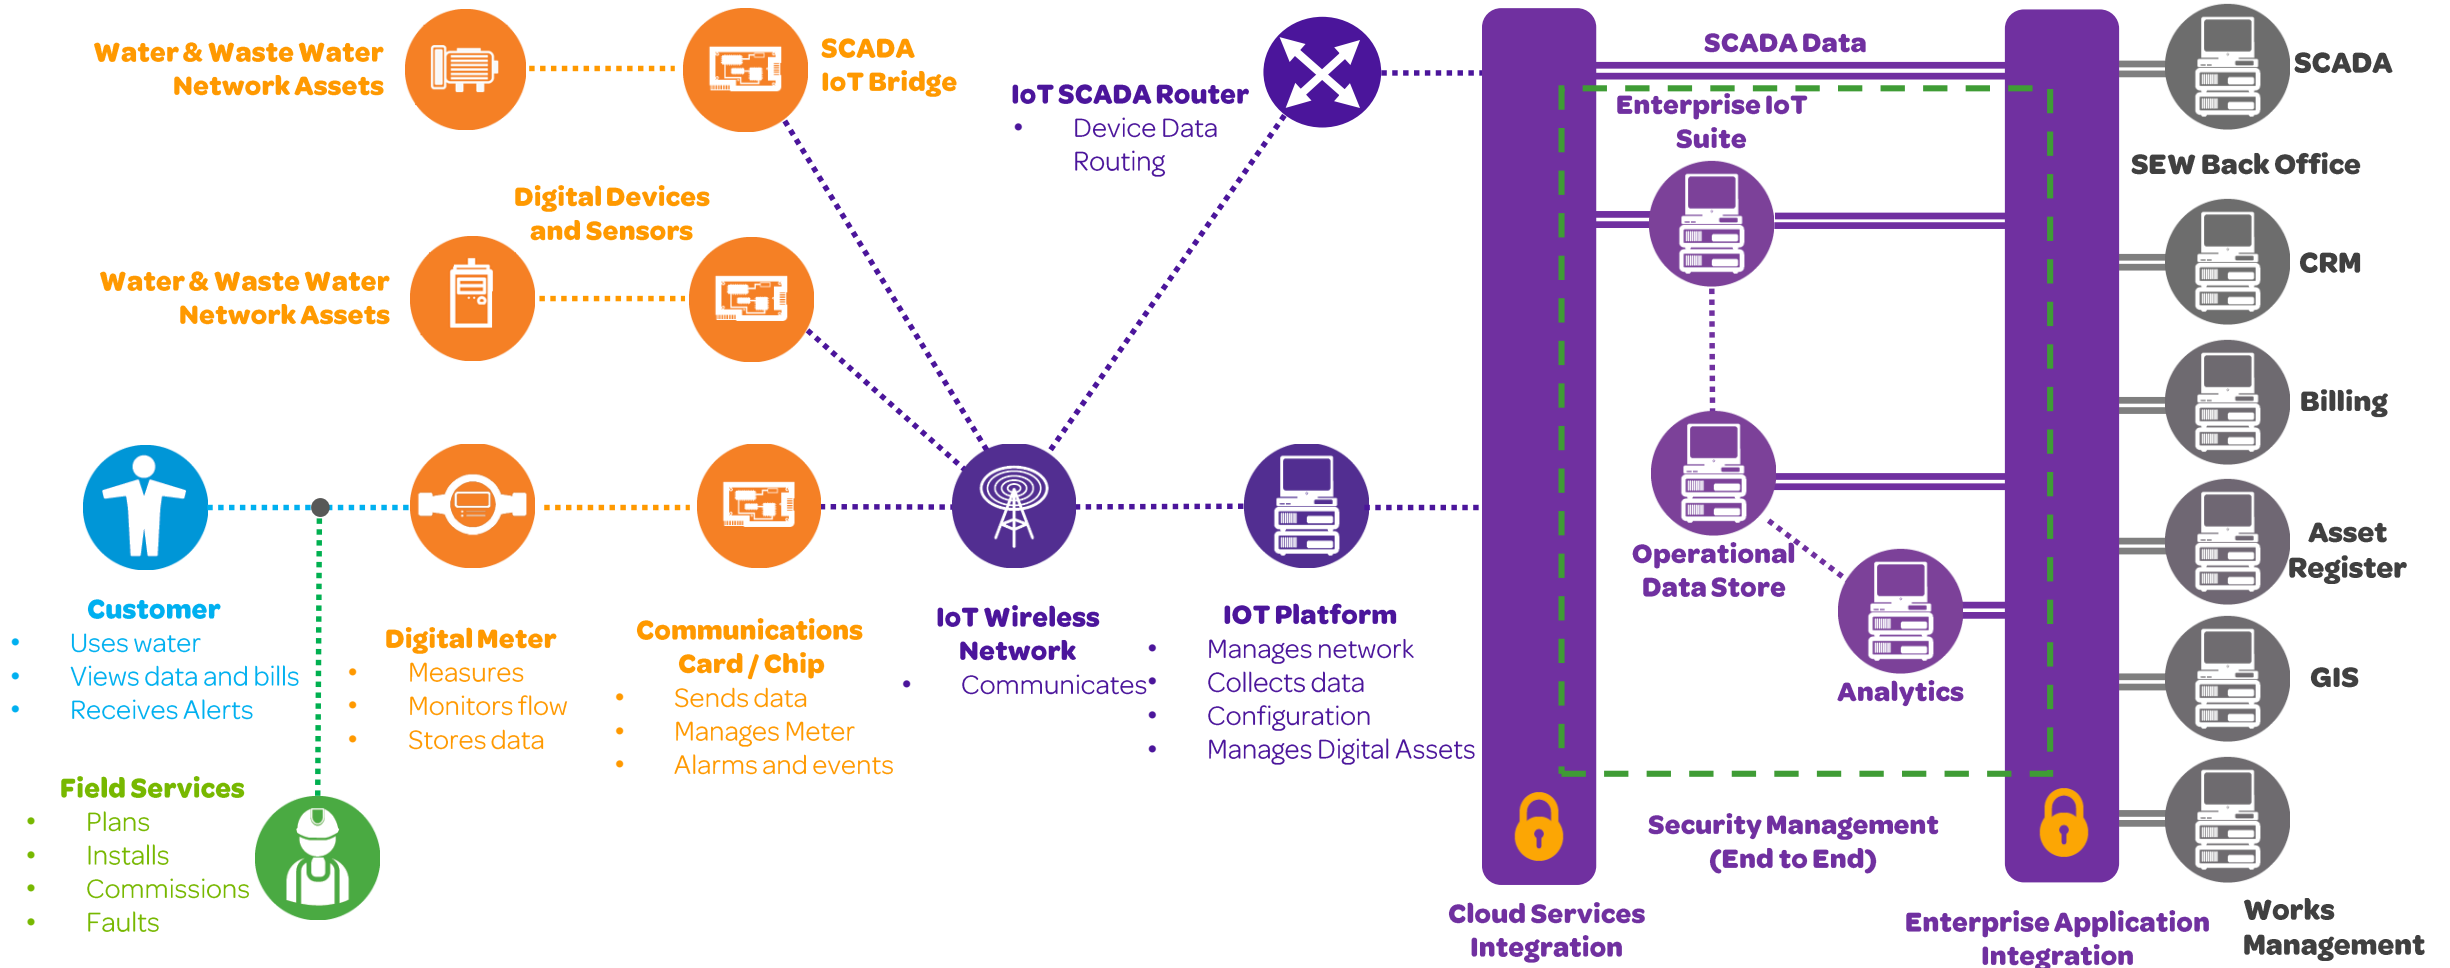 Water & Waste Water
Network Assets
SCADA
IoT Bridge
IoT SCADA Router
• Device Data
Routing
SCADA Data
Enterprise IoT
Suite
SCADA
SEW Back Office
Digital Devices
and Sensors
Water & Waste Water
Network Assets
CRM
Billing
Operational
Data Store
Asset
Register
Analytics
GIS
Customer
• Uses water
• Views data and bills
• Receives Alerts
Digital Meter
• Measures
• Monitors flow
• Stores data
Communications
Card / Chip
• Sends data
• Manages Meter
• Alarms and events
IoT Wireless
Network
• Communicates
IOT Platform
• Manages network
• Collects data
• Configuration
• Manages Digital Assets
Field Services
• Plans
• Installs
• Commissions
• Faults
Security Management
(End to End)
Cloud Services
Integration
Enterprise Application
Integration
Works
Management